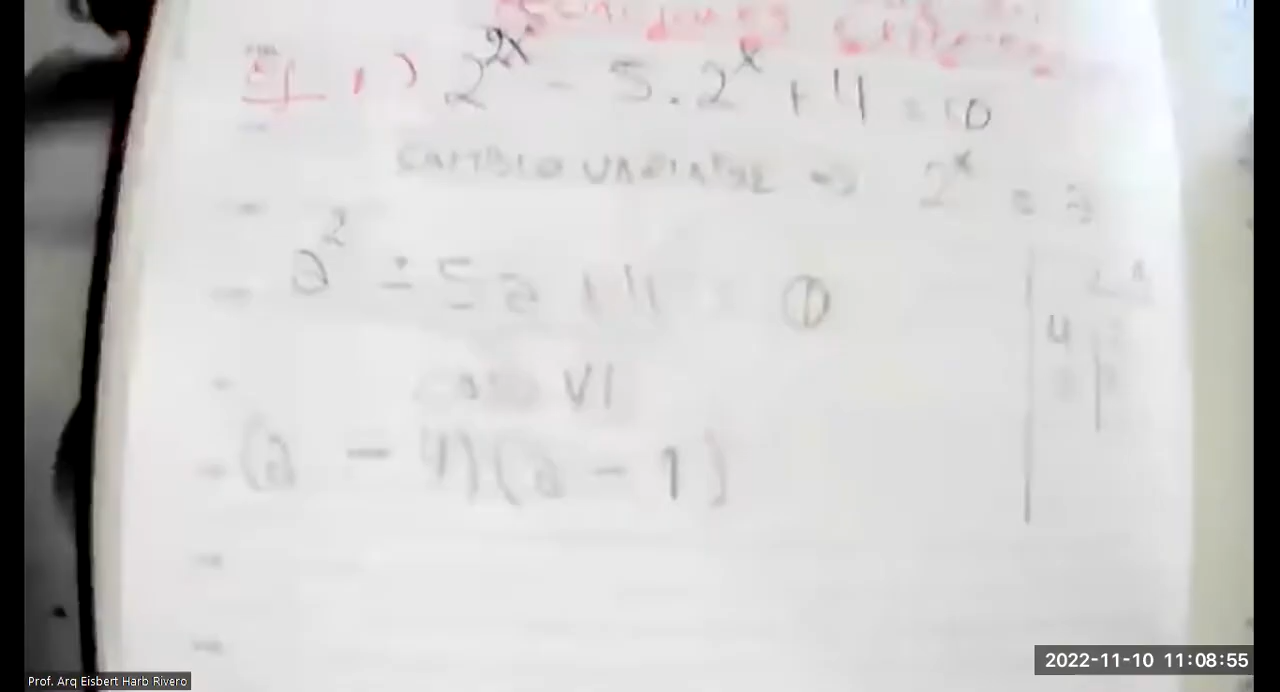 Ej 1) 2^{2x} - 5.2^x + 4 = 0
CAMBIO VARIABLE => 2^x = a
a^2 - 5a + 4 = 0
CASO VI
(a - 4)(a - 1)
4
2022-11-10 11:08:55
Prof. Arq Eisbert Harb Rivero